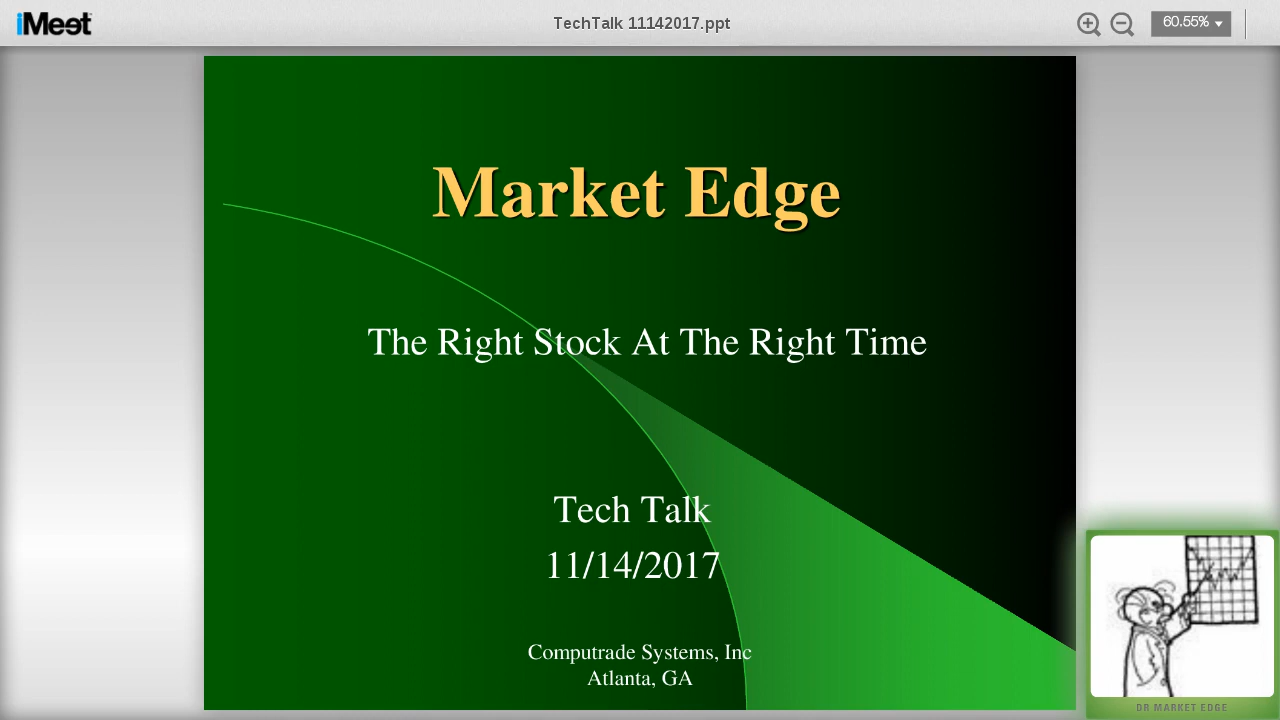 iMeet
TechTalk 11142017.ppt
60.55%
Market Edge
The Right Stock At The Right Time
Tech Talk
11/14/2017
Computrade Systems, Inc
Atlanta, GA
DR MARKET EDGE